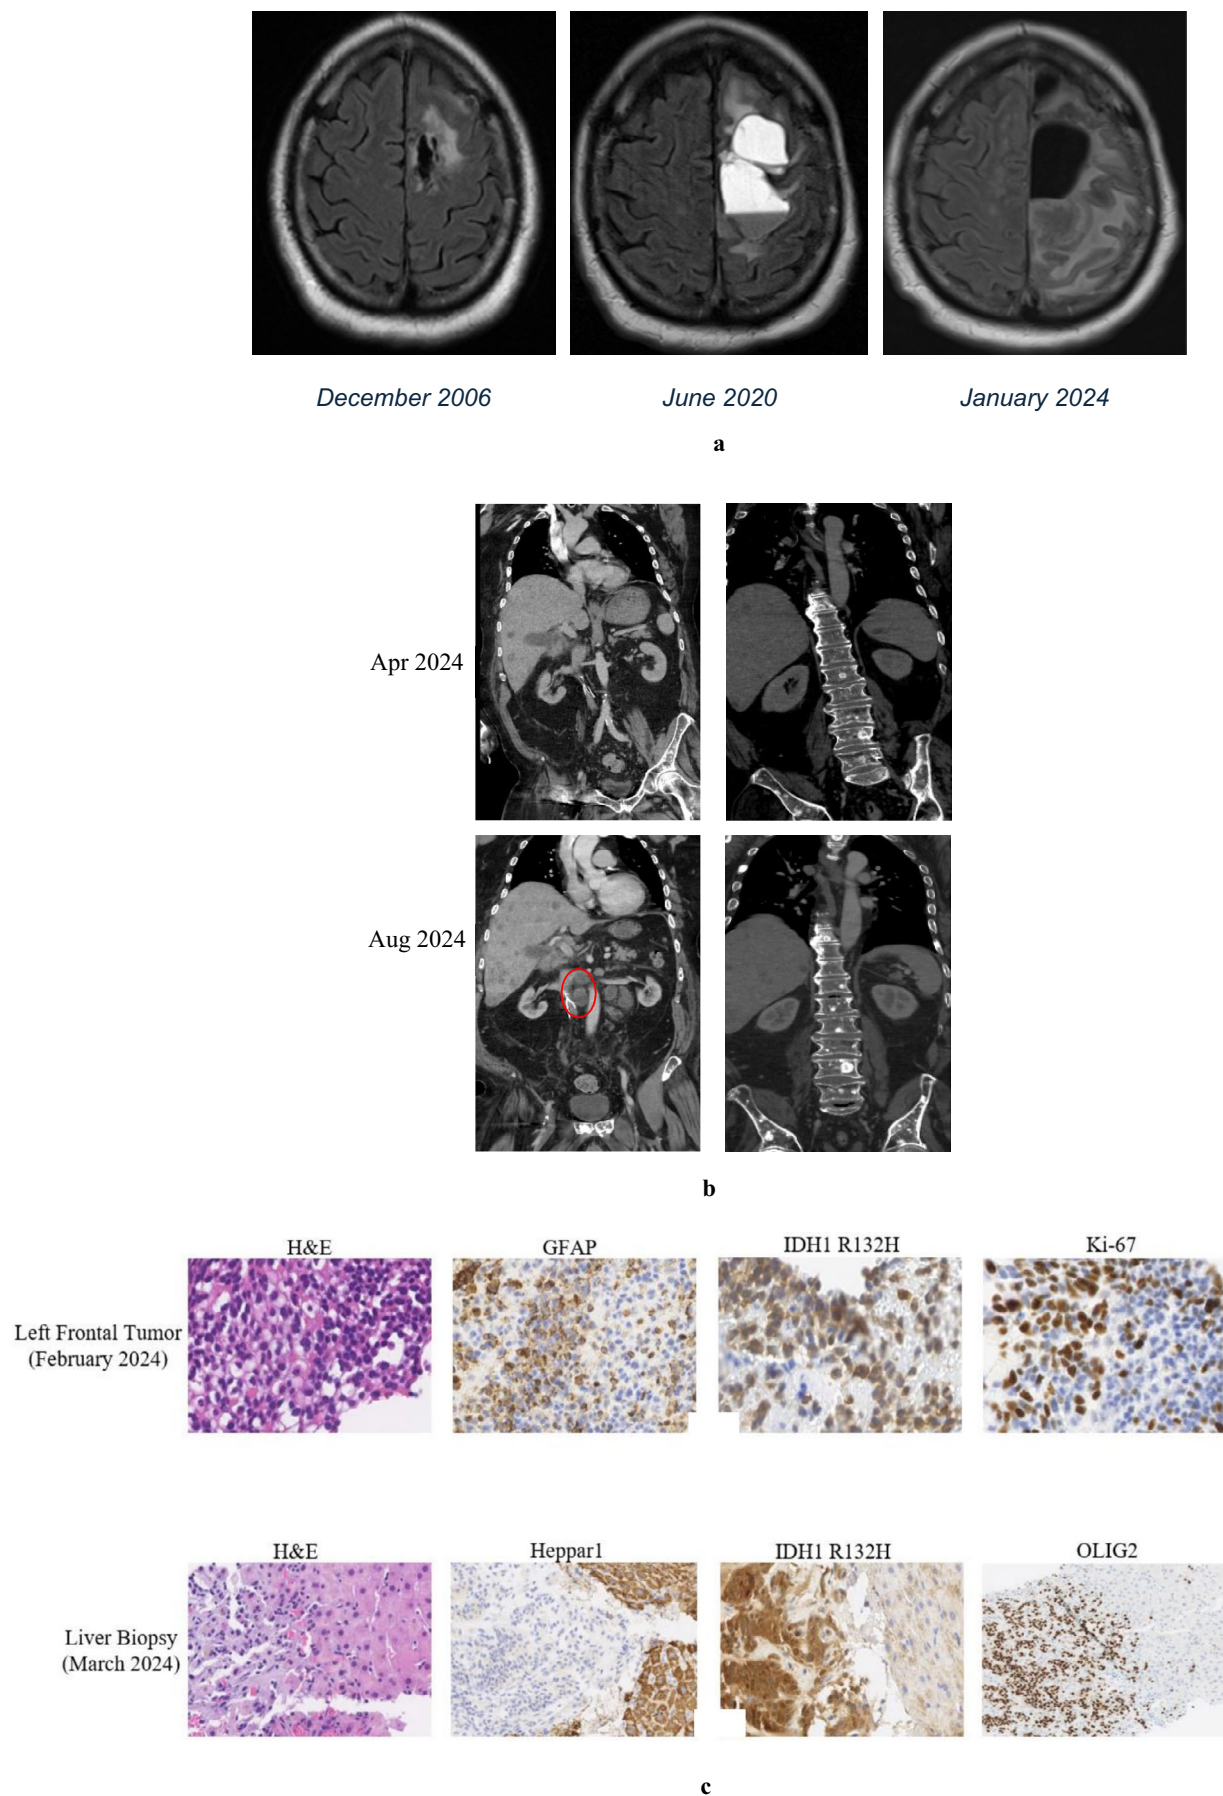 December 2006
June 2020
January 2024
a
Apr 2024
Aug 2024
b
H&E
GFAP
IDH1 R132H
Ki-67
Left Frontal Tumor
(February 2024)
H&E
Heppar1
IDH1 R132H
OLIG2
Liver Biopsy
(March 2024)
c